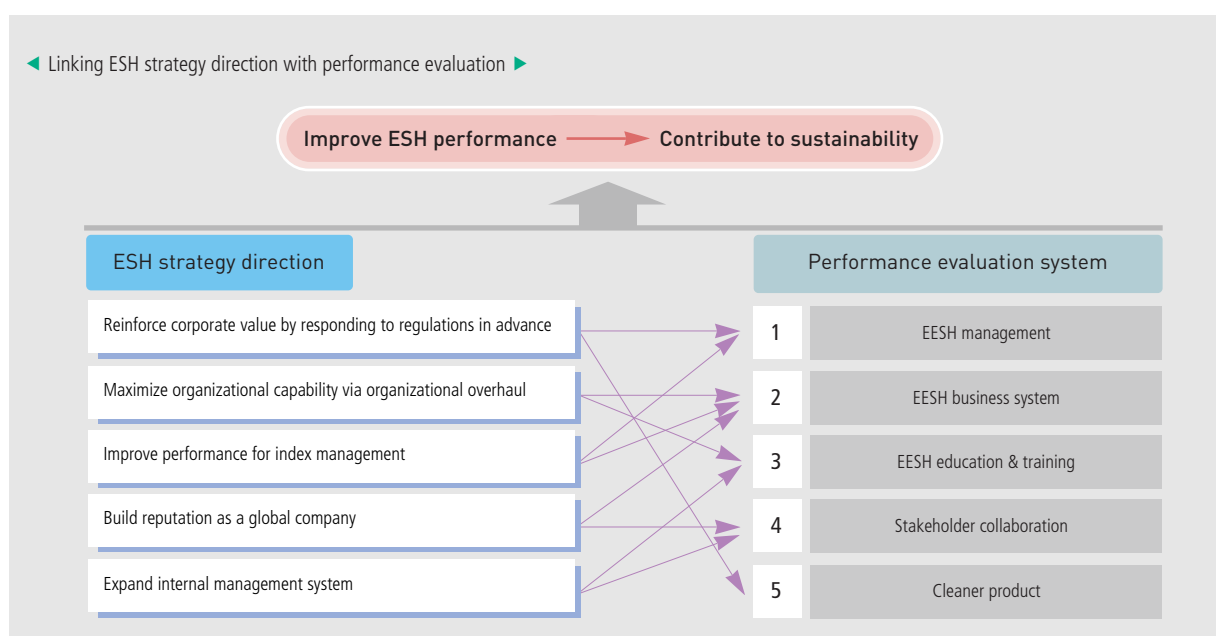 Linking ESH strategy direction with performance evaluation
Improve ESH performance Contribute to sustainability
ESH strategy direction
Reinforce corporate value by responding to regulations in advance
Maximize organizational capability via organizational overhaul
Improve performance for index management
Build reputation as a global company
Expand internal management system
Performance evaluation system
1 EESH management
2 EESH business system
3 EESH education & training
4 Stakeholder collaboration
5 Cleaner product